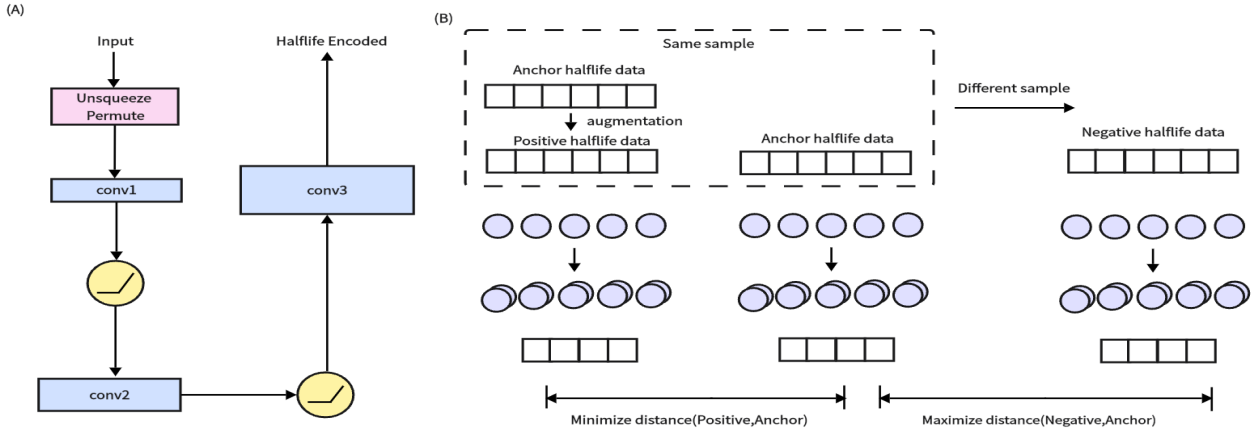 (A)
Input
Halflife Encoded
Unsqueeze
Permute
conv1
conv3
conv2
(B)
Same sample
Anchor halflife data
augmentation
Positive halflife data
Anchor halflife data
Different sample
Negative halflife data
Minimize distance(Positive,Anchor)
Maximize distance(Negative,Anchor)